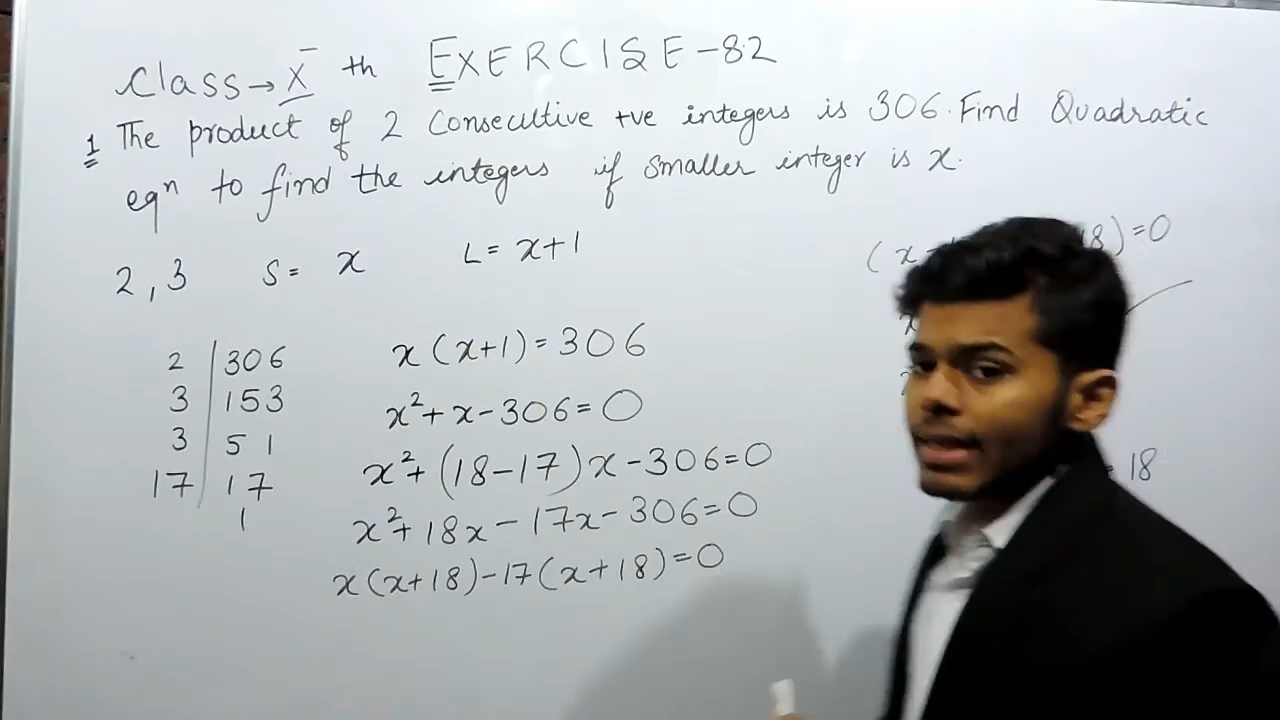 Class → X th EXERCISE-8.2
1 The product of 2 Consecutive +ve integers is 306. Find Quadratic
eqn to find the integers if smaller integer is x.
2, 3 S = x L = x+1
2 | 306
3 | 153
3 | 51
17 | 17
1
x(x+1)=306
x²+x-306=0
x²+(18-17)x-306=0
x²+18x-17x-306=0
x(x+18)-17(x+18)=0
(x 8)=0
= 18